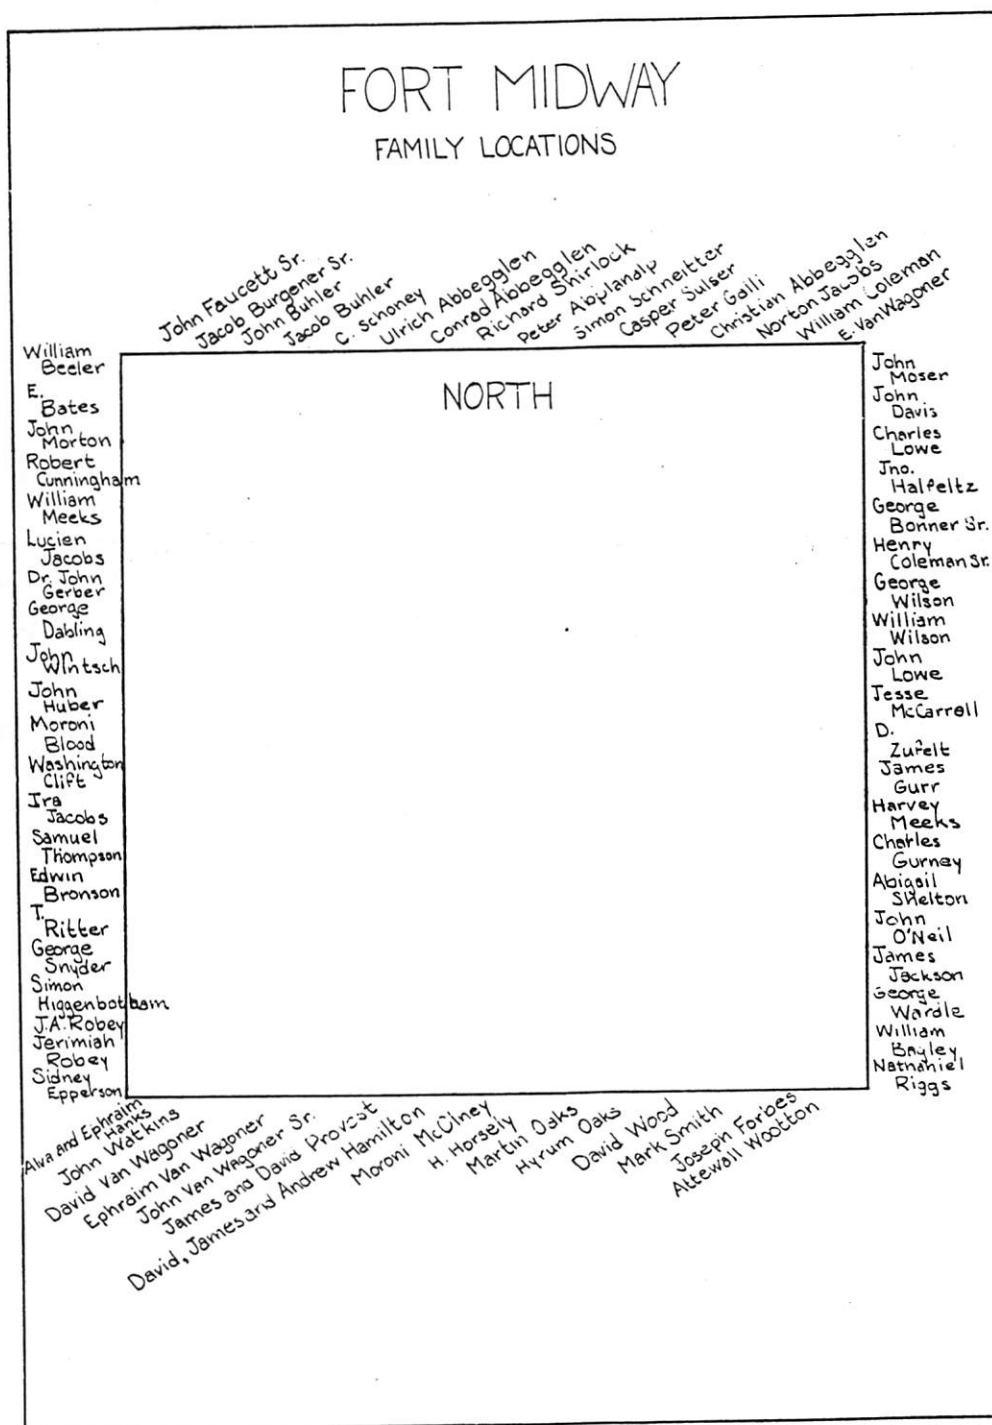 FORT MIDWAY
FAMILY LOCATIONS
John Faucett Sr.
Jacob Burgener Sr.
John Buhler
Jacob Buhler
C. Schoney
Ulrich Abbegglen
Conrad Abbegglen
Richard Shirlock
Peter Abplanalp
Simon Schneitter
Casper Sulser
Peter Galli
Christian Abbegglen
Norton Jacobs
William Coleman
E. VanWagoner
NORTH
William
Beeler
E.
Bates
John
Morton
Robert
Cunningham
William
Meeks
Lucien
Jacobs
Dr. John
Gerber
George
Dabling
John
Wintsch
John
Huber
Moroni
Blood
Washington
Clift
Ira
Jacobs
Samuel
Thompson
Edwin
Bronson
T.
Ritter
George
Snyder
Simon
Higgenbotham
J.A. Robey
Jerimiah
Robey
Sidney
Epperson
John
Moser
John
Davis
Charles
Lowe
Jno.
Halfeltz
George
Bonner Sr.
Henry
Coleman Sr.
George
Wilson
William
Wilson
John
Lowe
Jesse
McCarrell
D.
Zufelt
James
Gurr
Harvey
Meeks
Charles
Gurney
Abigail
Shelton
John
O'Neil
James
Jackson
George
Wardle
William
Bagley
Nathaniel
Riggs
Alva and Ephraim
Hanks
John Watkins
David Van Wagoner
Ephraim Van Wagoner
John Van Wagoner Sr.
James and David Provost
David, James and Andrew Hamilton
Moroni McOlney
H. Horsely
Martin Oaks
Hyrum Oaks
David Wood
Mark Smith
Joseph Forbes
Attewall Wootton